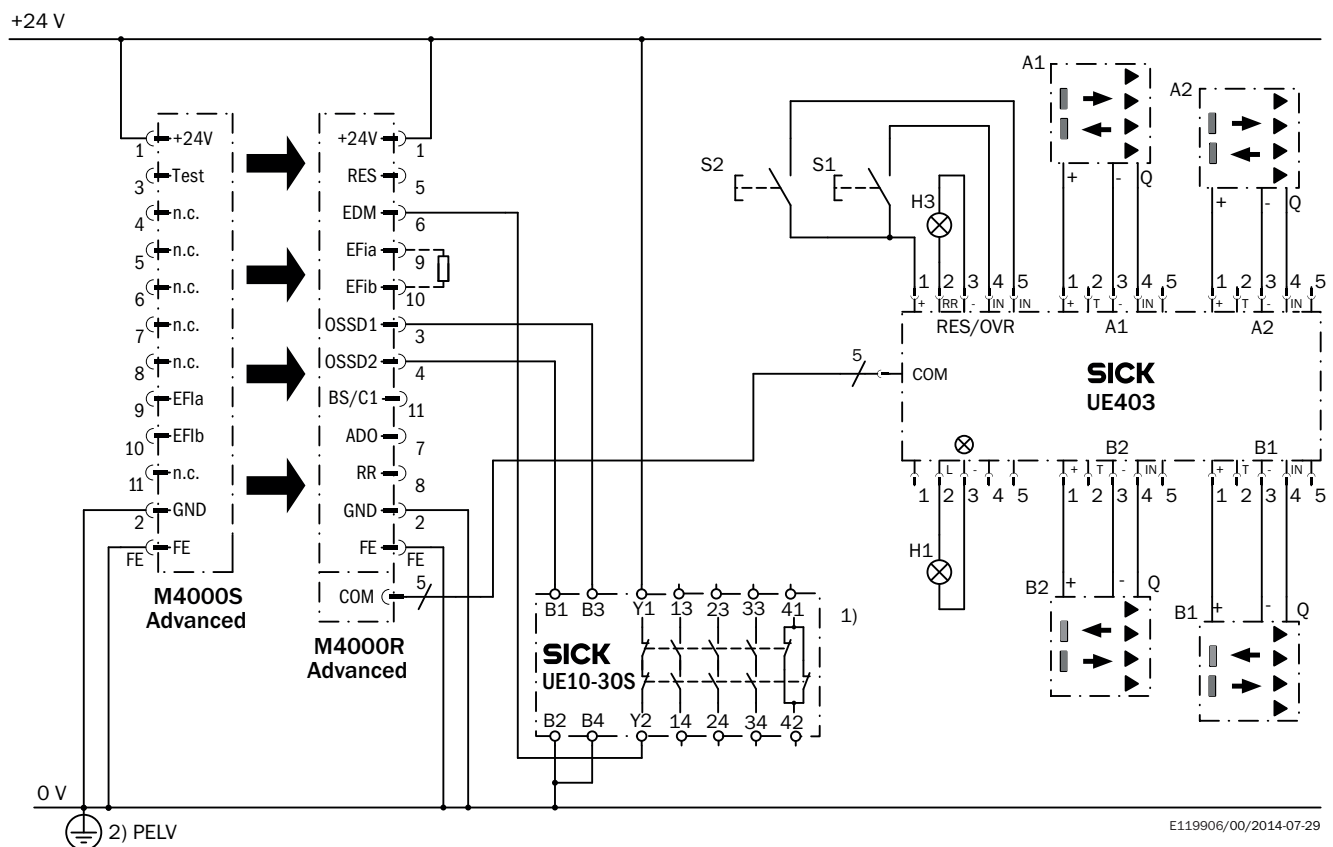 +24 V
A1
A2
+24V
1
Test
3
n.c.
4
n.c.
5
n.c.
6
n.c.
7
n.c.
8
EFIa
9
EFIb
10
n.c.
11
GND
2
FE
FE
M4000S
Advanced
+24V
1
RES
5
EDM
6
EFia
9
EFib
10
OSSD1
3
OSSD2
4
BS/C1
11
ADO
7
RR
8
GND
2
FE
FE
COM
5
M4000R
Advanced
S2
S1
H3
+ - Q
+ - Q
1 2 3 4 5
+ RR - IN IN
RES/OVR
1 2 3 4 5
+ T - IN
A1
1 2 3 4 5
+ T - IN
A2
5
COM
SICK
UE403
B2
B1
L -
1 2 3 4 5
+ T - IN
1 2 3 4 5
+ T - IN
1 2 3 4 5
H1
B2
+ - Q
B1
+ - Q
B1 B3 Y1 13 23 33 41
1)
SICK
UE10-30S
B2 B4 Y2 14 24 34 42
0 V
2) PELV
E119906/00/2014-07-29